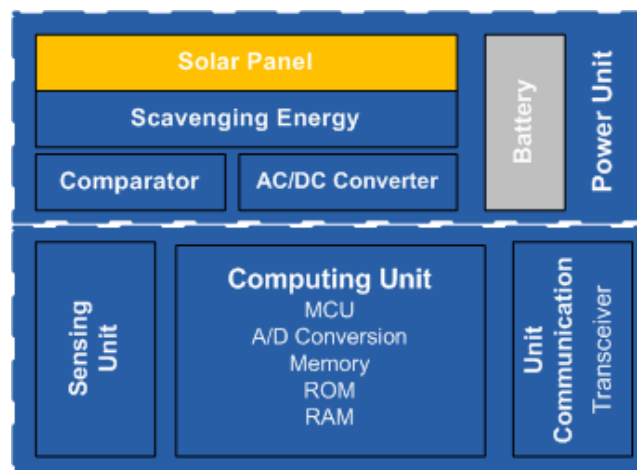 Solar Panel
Scavenging Energy
Comparator
AC/DC Converter
Battery
Power Unit
Sensing
Unit
Computing Unit
MCU
A/D Conversion
Memory
ROM
RAM
Unit
Communication
Transceiver